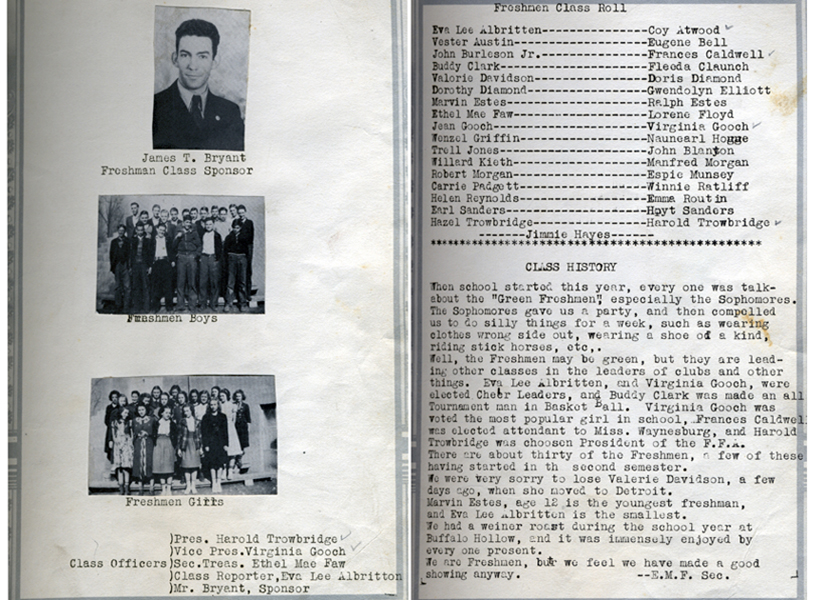 James T. Bryant
Freshman Class Sponsor
Freshmen Boys
Freshmen Girls
)Pres. Harold Trowbridge
)Vice Pres.Virginia Gooch
Class Officers)Sec.Treas. Ethel Mae Faw
)Class Reporter,Eva Lee Albritton
)Mr. Bryant, Sponsor
Freshmen Class Roll
Eva Lee Albritten---------------Coy Atwood
Vester Austin----------------Eugene Bell
John Burleson Jr.---------------Frances Caldwell
Buddy Clark-------------------Fleoda Claunch
Valorie Davidson----------------Doris Diamond
Dorothy Diamond-----------------Gwendolyn Elliott
Marvin Estes--------------------Ralph Estes
Ethel Mae Faw-------------------Lorene Floyd
Jean Gooch----------------------Virginia Gooch
Wenzel Griffin------------------Naunearl Hogge
Trell Jones---------------------John Blanton
Willard Kieth-------------------Manfred Morgan
Robert Morgan-------------------Espie Munsey
Carrie Padgett------------------Winnie Ratliff
Helen Reynolds------------------Emma Routin
Earl Sanders--------------------Hoyt Sanders
Hazel Trowbridge----------------Harold Trowbridge
-------Jimmie Hayes------
************************************************
CLASS HISTORY
When school started this year, every one was talk-
about the "Green Freshmen", especially the Sophomores.
The Sophomores gave us a party, and then compelled
us to do silly things for a week, such as wearing
clothes wrong side out, wearing a shoe of a kind,
riding stick horses, etc,.
Well, the Freshmen may be green, but they are lead-
ing other classes in the leaders of clubs and other
things. Eva Lee Albritten, and Virginia Gooch, were
elected Cheer Leaders, and Buddy Clark was made an all
Tournament man in Basket Ball. Virginia Gooch was
voted the most popular girl in school, Frances Caldwel
was elected attendant to Miss. Waynesburg, and Harold
Trowbridge was choosen President of the F.F.A.
There are about thirty of the Freshmen, a few of these
having started in th second semester.
We were very sorry to lose Valerie Davidson, a few
days ago, when she moved to Detroit.
Marvin Estes, age 12 is the youngest freshman,
and Eva Lee Albritten is the smallest.
We had a weiner roast during the school year at
Buffalo Hollow, and it was immensely enjoyed by
every one present.
We are Freshmen, but we feel we have made a good
showing anyway. --E.M.F. Sec.